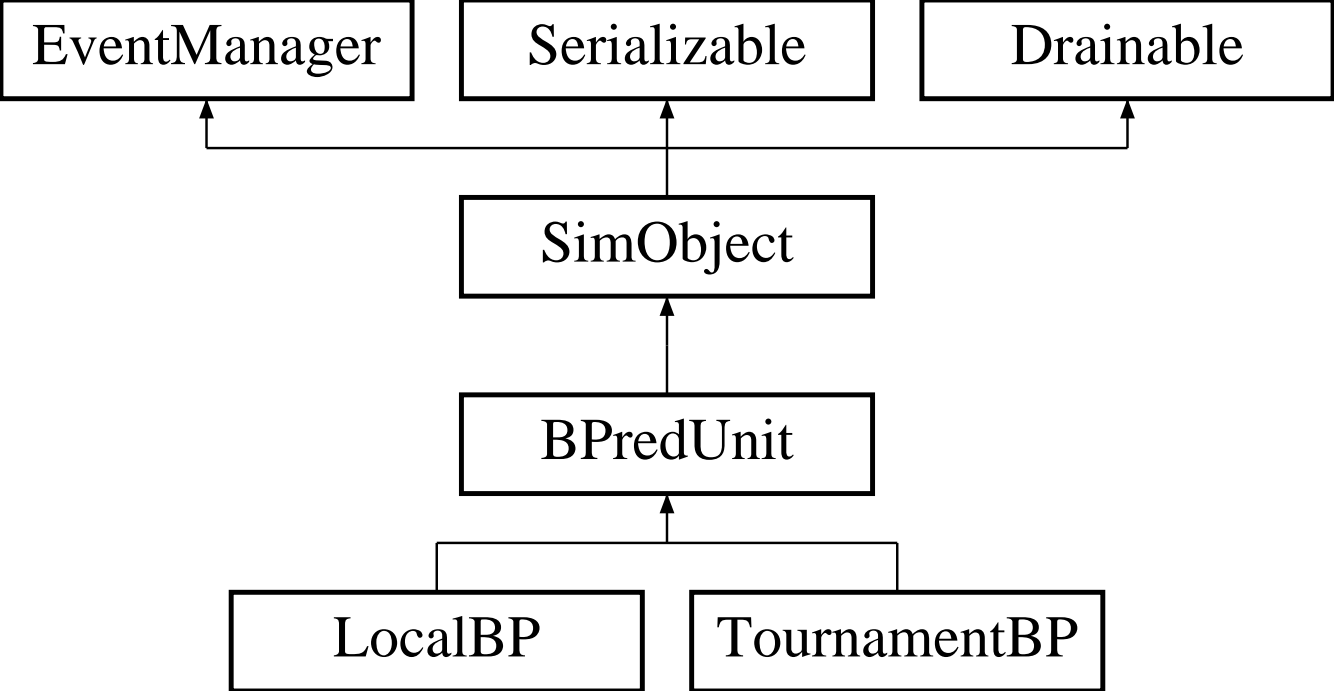 EventManager
Serializable
Drainable
SimObject
BPredUnit
LocalBP
TournamentBP